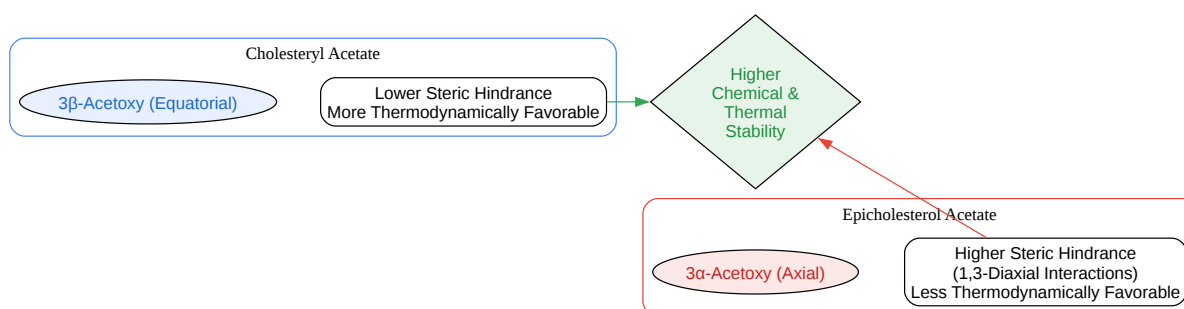 Cholesteryl Acetate
3β-Acetoxy (Equatorial)
Lower Steric Hindrance
More Thermodynamically Favorable
Higher
Chemical &
Thermal
Stability
Epicholesterol Acetate
3α-Acetoxy (Axial)
Higher Steric Hindrance
(1,3-Diaxial Interactions)
Less Thermodynamically Favorable